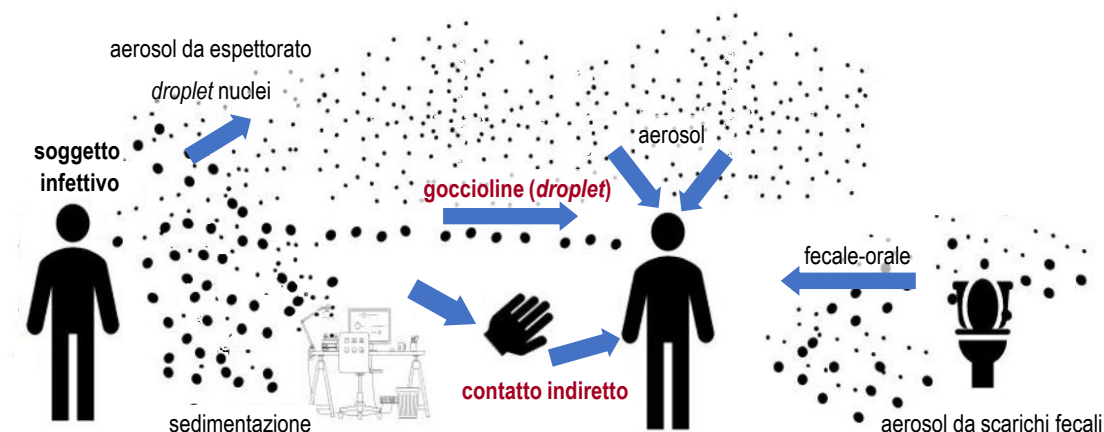 aerosol da espettorato
droplet nuclei
soggetto
infettivo
aerosol
goccioline (droplet)
fecale-orale
contatto indiretto
sedimentazione
aerosol da scarichi fecali